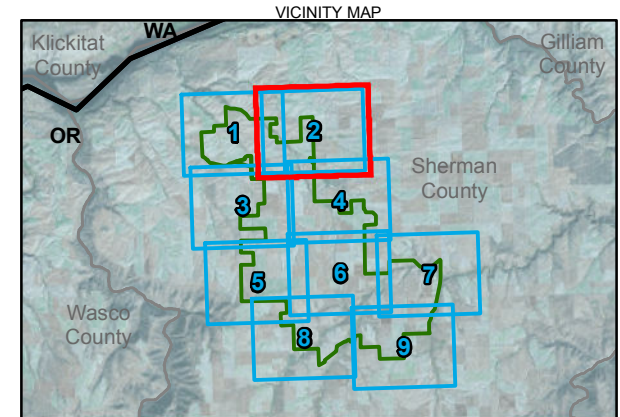 VICINITY MAP
WA
Klickitat
County
Gilliam
County
OR
1
2
Sherman
County
3
4
5
6
7
Wasco
County
8
9